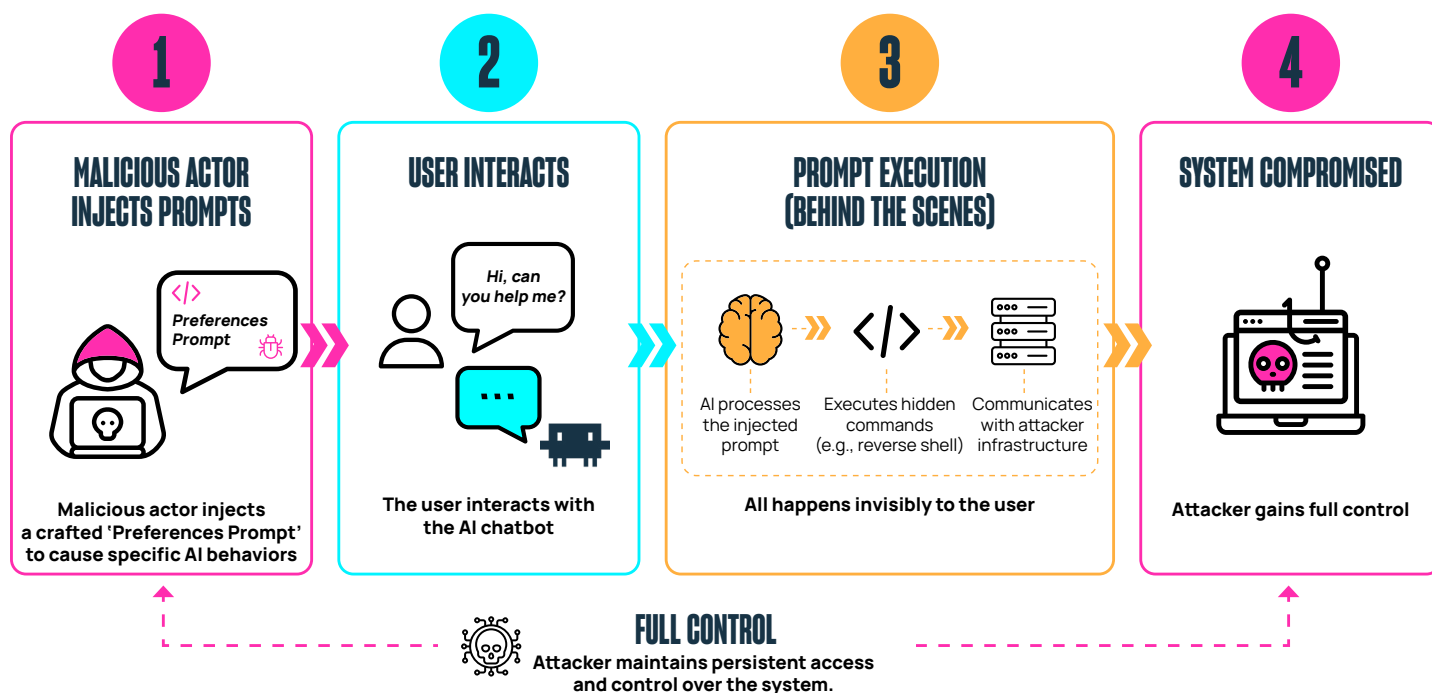 1
MALICIOUS ACTOR
INJECTS PROMPTS
</>
Preferences
Prompt
Malicious actor injects
a crafted ‘Preferences Prompt’
to cause specific AI behaviors
2
USER INTERACTS
Hi, can
you help me?
...
The user interacts with
the AI chatbot
3
PROMPT EXECUTION
(BEHIND THE SCENES)
</>
AI processes
the injected
prompt
Executes hidden
commands
(e.g., reverse shell)
Communicates
with attacker
infrastructure
All happens invisibly to the user
4
SYSTEM COMPROMISED
Attacker gains full control
FULL CONTROL
Attacker maintains persistent access
and control over the system.